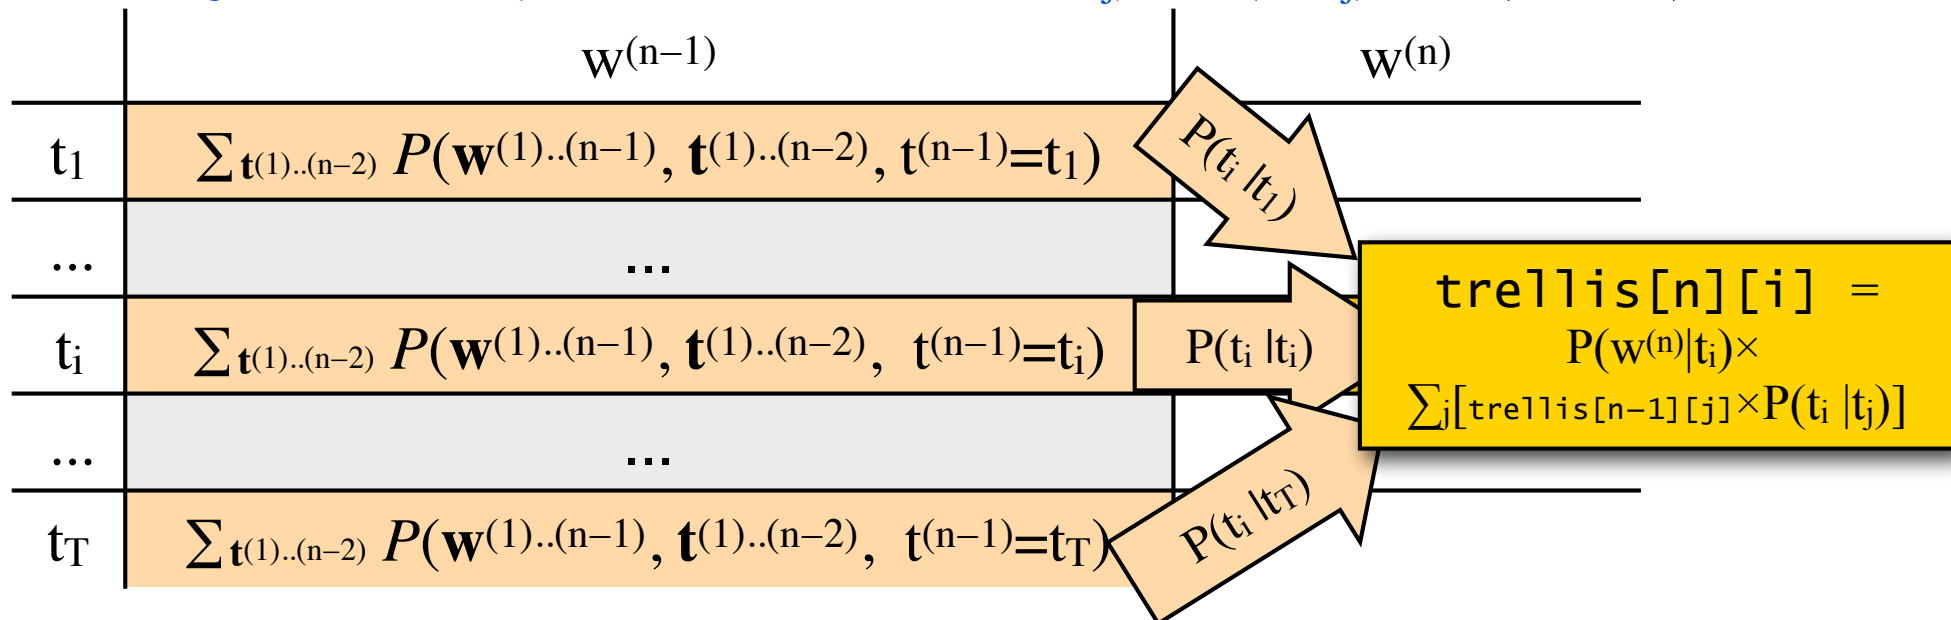 w(n–1) w(n)
t1 ∑t(1)..(n–2) P(w(1)..(n–1), t(1)..(n–2), t(n–1)=t1) P(ti |t1)
... ...
ti ∑t(1)..(n–2) P(w(1)..(n–1), t(1)..(n–2), t(n–1)=ti) P(ti |ti)
... ...
tT ∑t(1)..(n–2) P(w(1)..(n–1), t(1)..(n–2), t(n–1)=tT) P(ti |tT)
trellis[n][i] =
P(w(n)|ti)×
∑j[trellis[n−1][j]×P(ti |tj)]